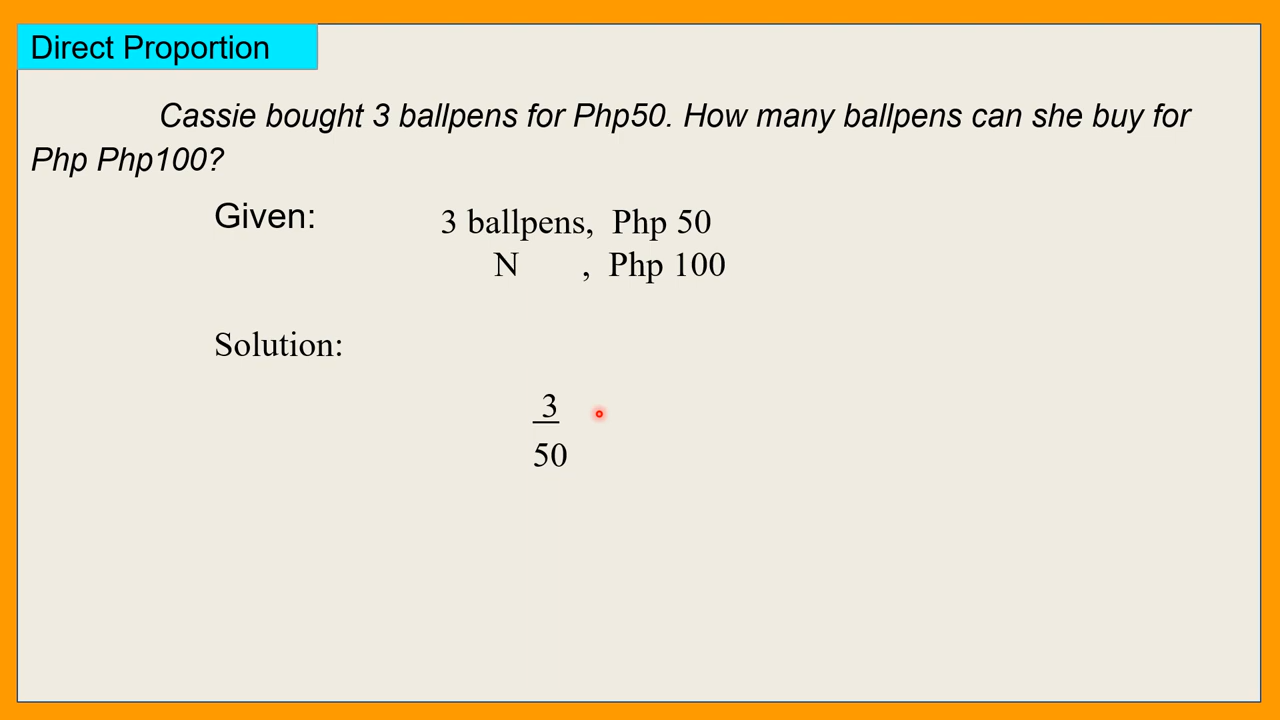 Direct Proportion
Cassie bought 3 ballpens for Php50. How many ballpens can she buy for
Php Php100?
Given:
3 ballpens, Php 50
N , Php 100
Solution:
3
50